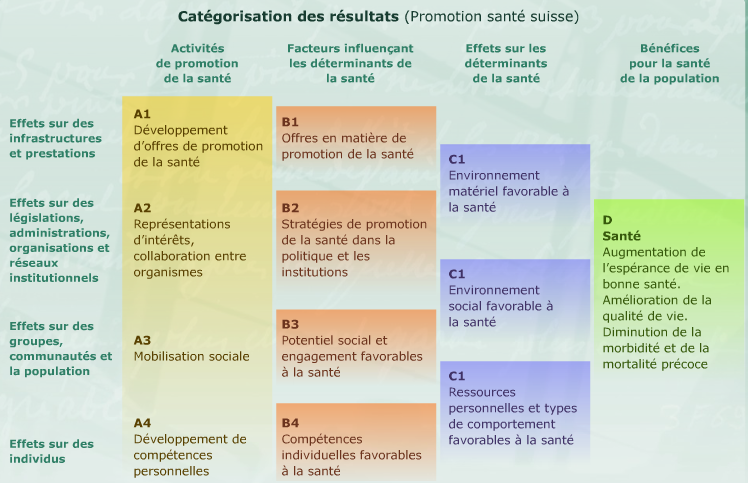 Catégorisation des résultats (Promotion santé suisse)
Activités
de promotion
de la santé
Facteurs influençant
les déterminants de
la santé
Effets sur les
déterminants
de la santé
Bénéfices
pour la santé
de la population
Effets sur des
infrastructures
et prestations
A1
Développement
d’offres de promotion
de la santé
B1
Offres en matière de
promotion de la santé
C1
Environnement
matériel favorable à
la santé
Effets sur des
législations,
administrations,
organisations et
réseaux
institutionnels
A2
Représentations
d’intérêts,
collaboration entre
organismes
B2
Stratégies de promotion
de la santé dans la
politique et les
institutions
C1
Environnement
social favorable à
la santé
D
Santé
Augmentation de
l’espérance de vie en
bonne santé.
Amélioration de la
qualité de vie.
Diminution de la
morbidité et de la
mortalité précoce
Effets sur des
groupes,
communautés et
la population
A3
Mobilisation sociale
B3
Potentiel social et
engagement favorables
à la santé
C1
Ressources
personnelles et types
de comportement
favorables à la santé
Effets sur des
individus
A4
Développement de
compétences
personnelles
B4
Compétences
individuelles favorables
à la santé